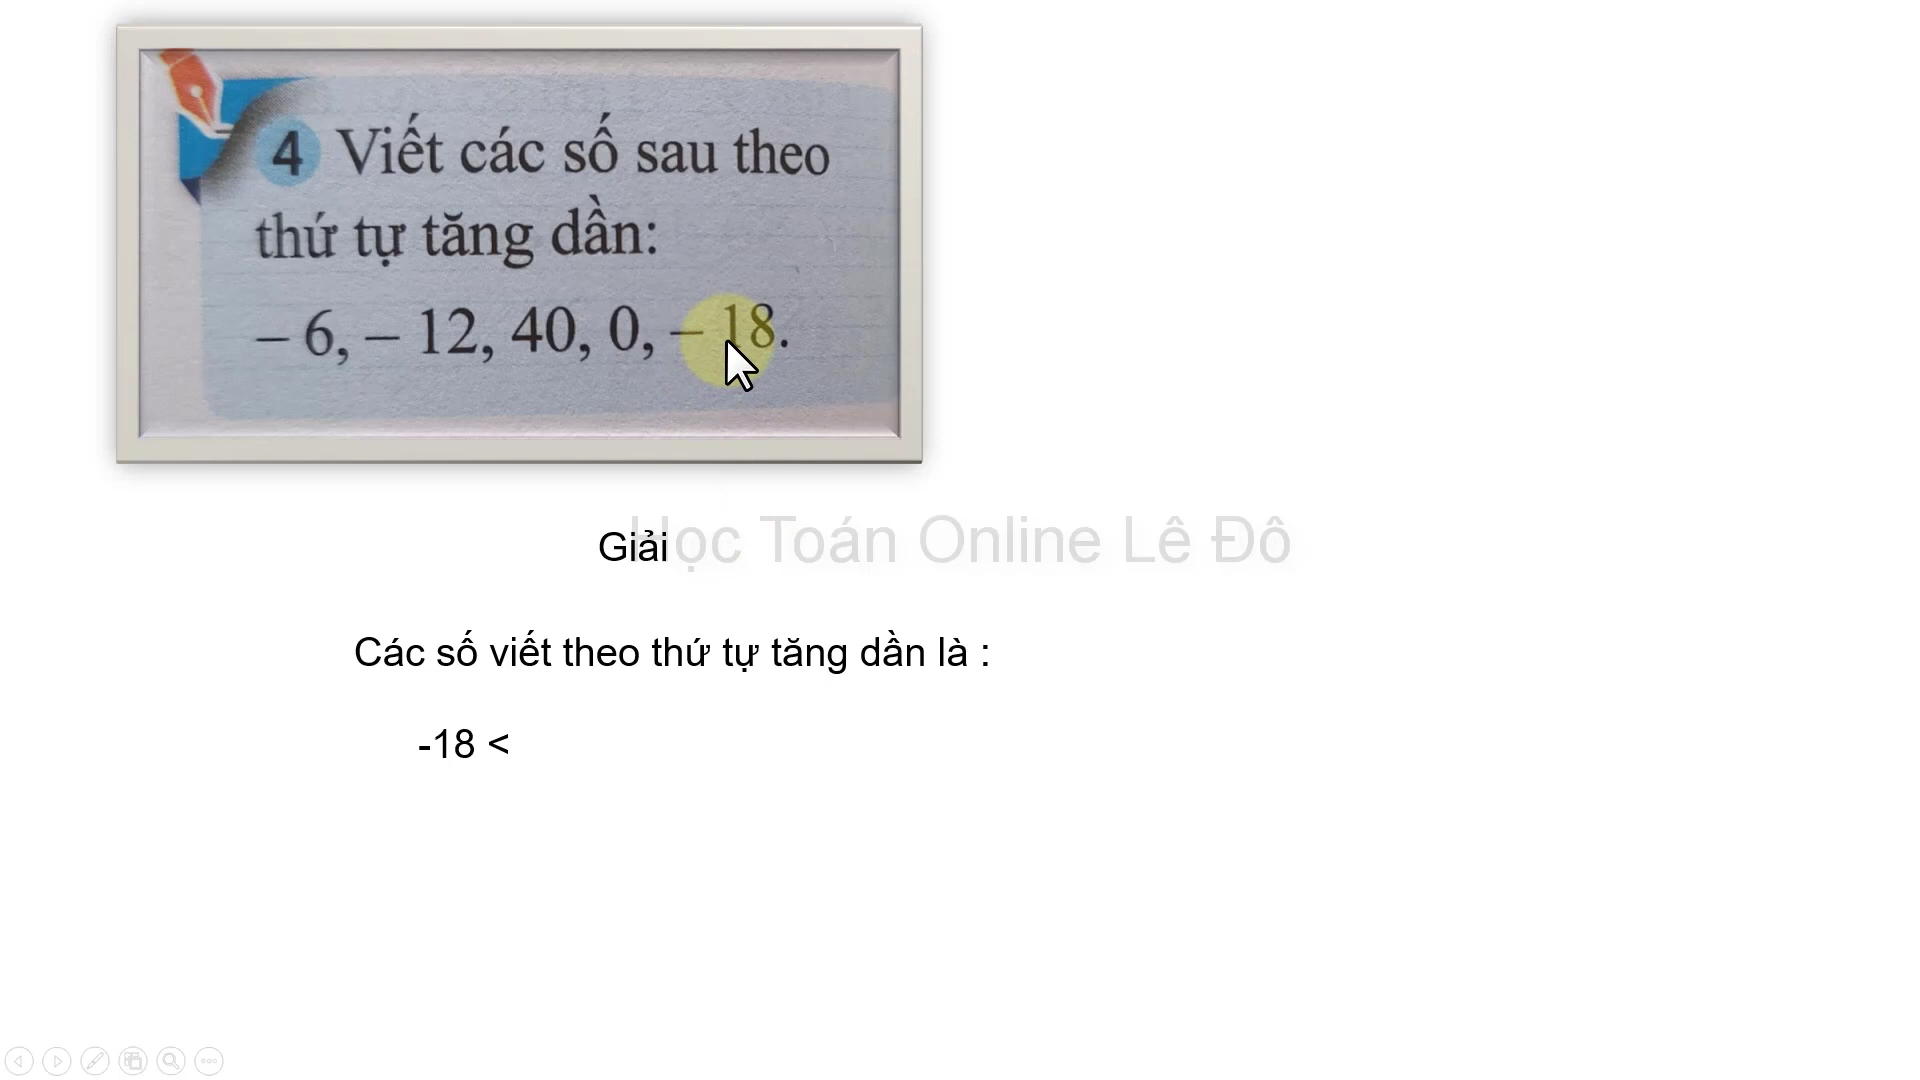 4 Viết các số sau theo
thứ tự tăng dần:
– 6, – 12, 40, 0, – 18.
Học Toán Online Lê Đô
Giải
Các số viết theo thứ tự tăng dần là :
-18 <